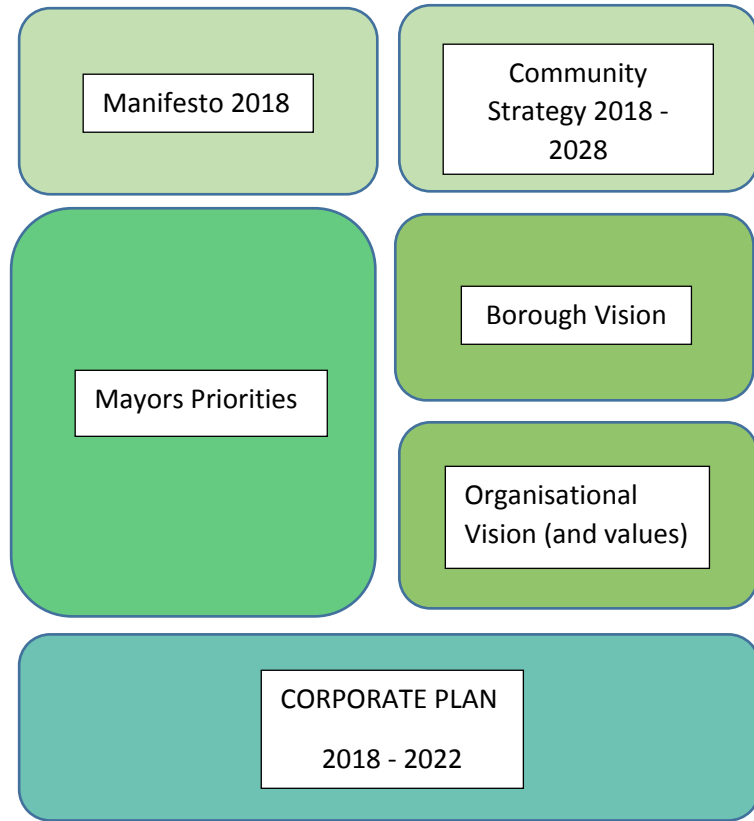 Manifesto 2018
Community
Strategy 2018 -
2028
Mayors Priorities
Borough Vision
Organisational
Vision (and values)
CORPORATE PLAN
2018 - 2022